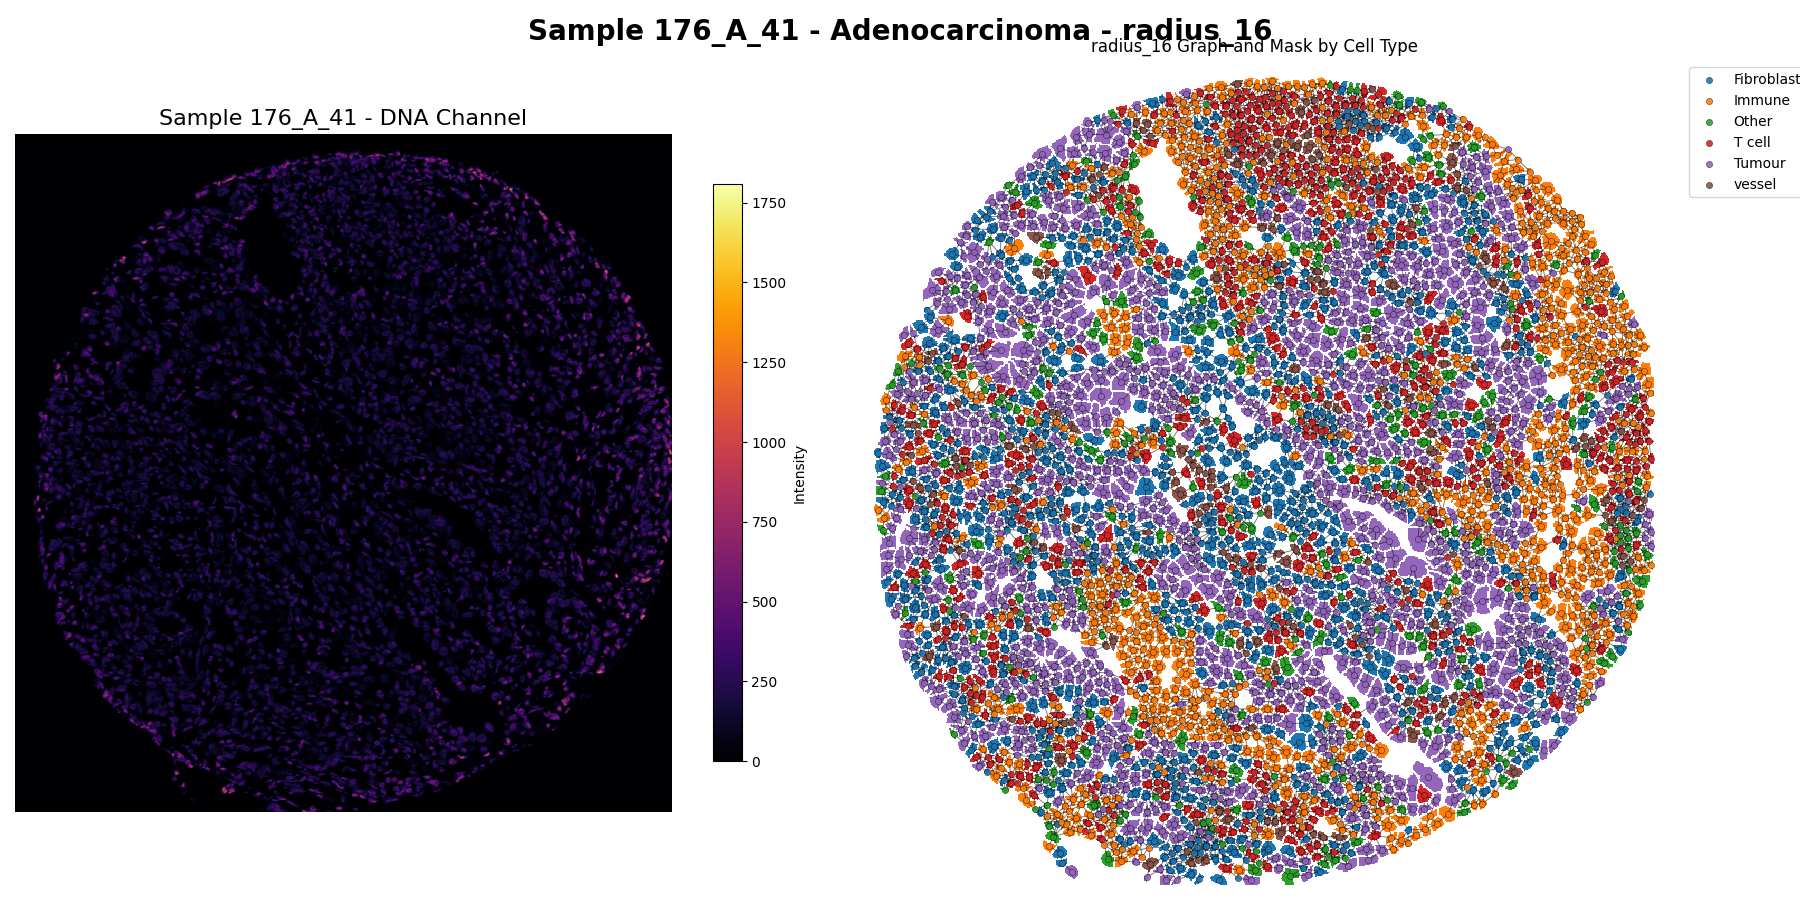 Sample 176_A_41 - Adenocarcinoma - radius_16
radius_16 Graph and Mask by Cell Type
Sample 176_A_41 - DNA Channel
1750
1500
1250
1000
750
500
250
0
Intensity
Fibroblast
Immune
Other
T cell
Tumour
vessel